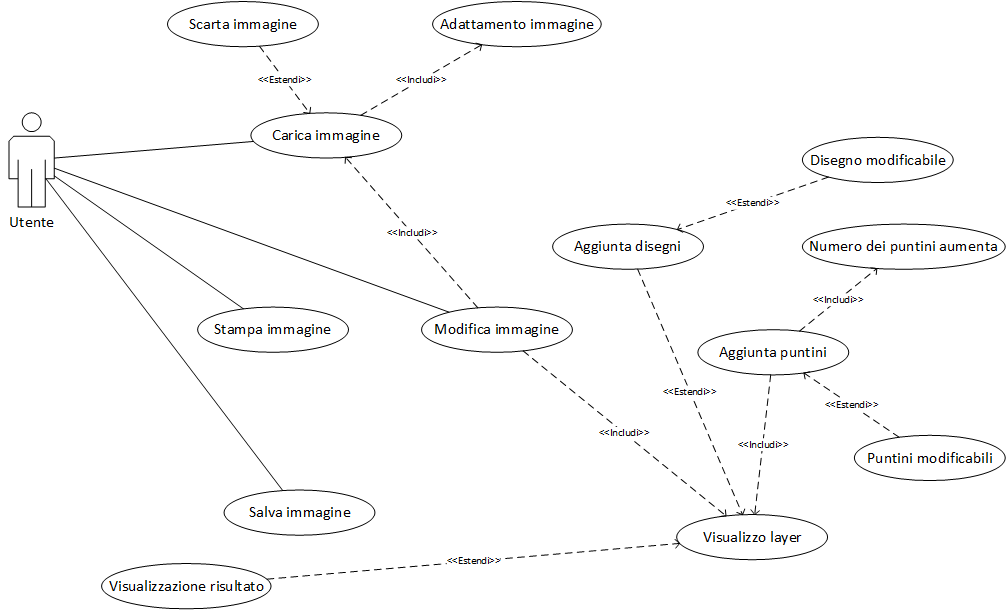 Scarta immagine
Adattamento immagine
<<Estendi>>
<<Includi>>
Carica immagine
Utente
Disegno modificabile
<<Estendi>>
<<Includi>>
Aggiunta disegni
Numero dei puntini aumenta
<<Includi>>
Stampa immagine
Modifica immagine
Aggiunta puntini
<<Estendi>>
<<Estendi>>
<<Includi>>
<<Includi>>
Puntini modificabili
Salva immagine
Visualizzo layer
<<Estendi>>
Visualizzazione risultato